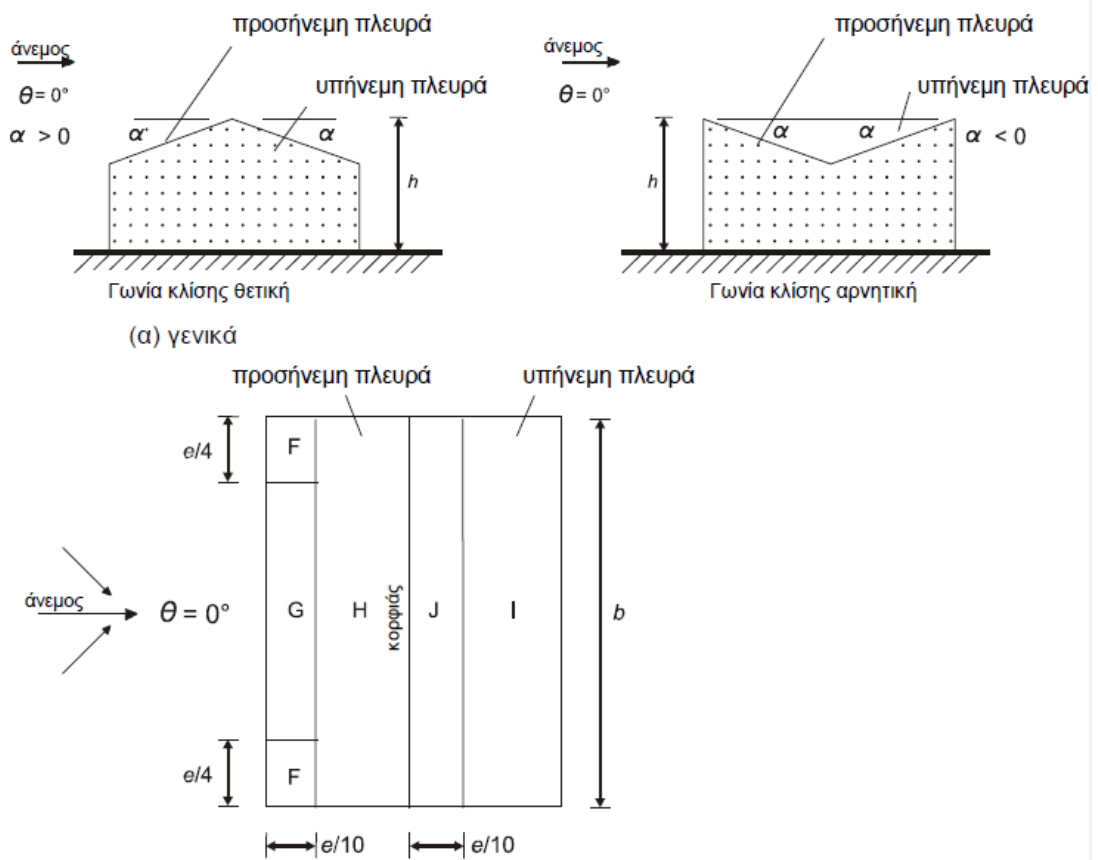 προσήνεμη πλευρά
άνεμος
υπήνεμη πλευρά
θ = 0°
α > 0
α
α
h
Γωνία κλίσης θετική
προσήνεμη πλευρά
άνεμος
υπήνεμη πλευρά
θ = 0°
α
α
α < 0
h
Γωνία κλίσης αρνητική
(α) γενικά
προσήνεμη πλευρά
υπήνεμη πλευρά
e/4
F
άνεμος
θ = 0°
G
H
κορφιάς
J
I
b
e/4
F
e/10
e/10